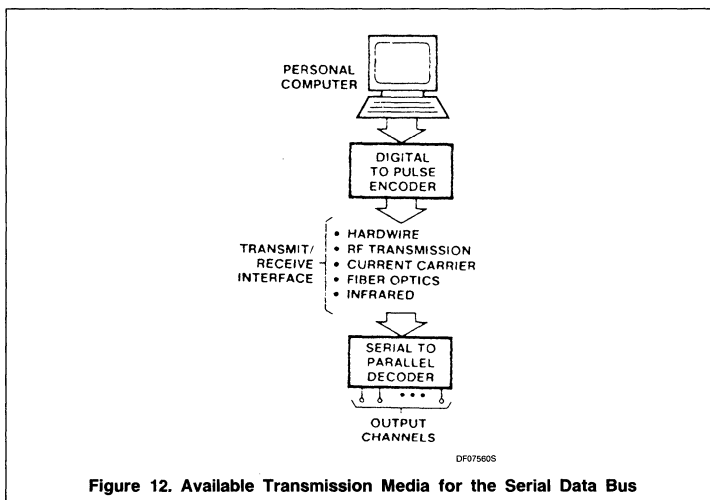 PERSONAL
COMPUTER
DIGITAL
TO PULSE
ENCODER
TRANSMIT/
RECEIVE
INTERFACE
• HARDWIRE
• RF TRANSMISSION
• CURRENT CARRIER
• FIBER OPTICS
• INFRARED
SERIAL TO
PARALLEL
DECODER
•••
OUTPUT
CHANNELS
DF07560S
Figure 12. Available Transmission Media for the Serial Data Bus